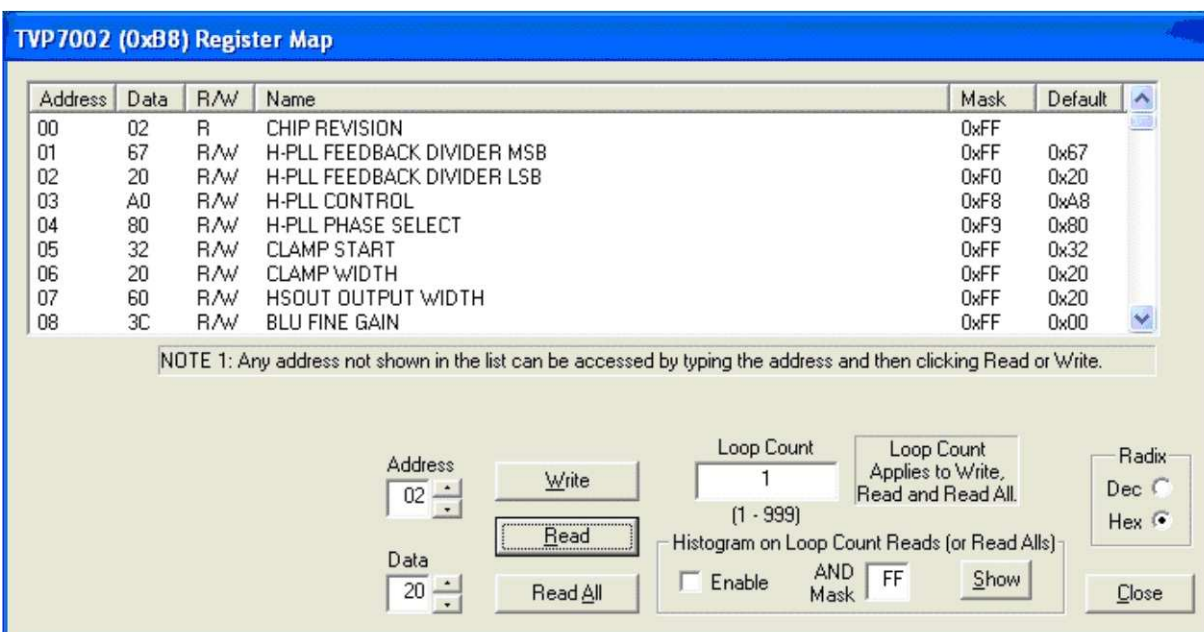 TVP7002 (0xB8) Register Map
Address Data R/W Name Mask Default
00 02 R CHIP REVISION 0xFF
01 67 R/W H-PLL FEEDBACK DIVIDER MSB 0xFF 0x67
02 20 R/W H-PLL FEEDBACK DIVIDER LSB 0xF0 0x20
03 A0 R/W H-PLL CONTROL 0xF8 0xA8
04 80 R/W H-PLL PHASE SELECT 0xF9 0x80
05 32 R/W CLAMP START 0xFF 0x32
06 20 R/W CLAMP WIDTH 0xFF 0x20
07 60 R/W HSOUT OUTPUT WIDTH 0xFF 0x20
08 3C R/W BLU FINE GAIN 0xFF 0x00
NOTE 1: Any address not shown in the list can be accessed by typing the address and then clicking Read or Write.
Address
02
Data
20
Write
Read
Read All
Loop Count
1
(1 - 999)
Loop Count
Applies to Write,
Read and Read All.
Histogram on Loop Count Reads (or Read Alls)
Enable
AND
Mask
FF
Show
Radix
Dec
Hex
Close